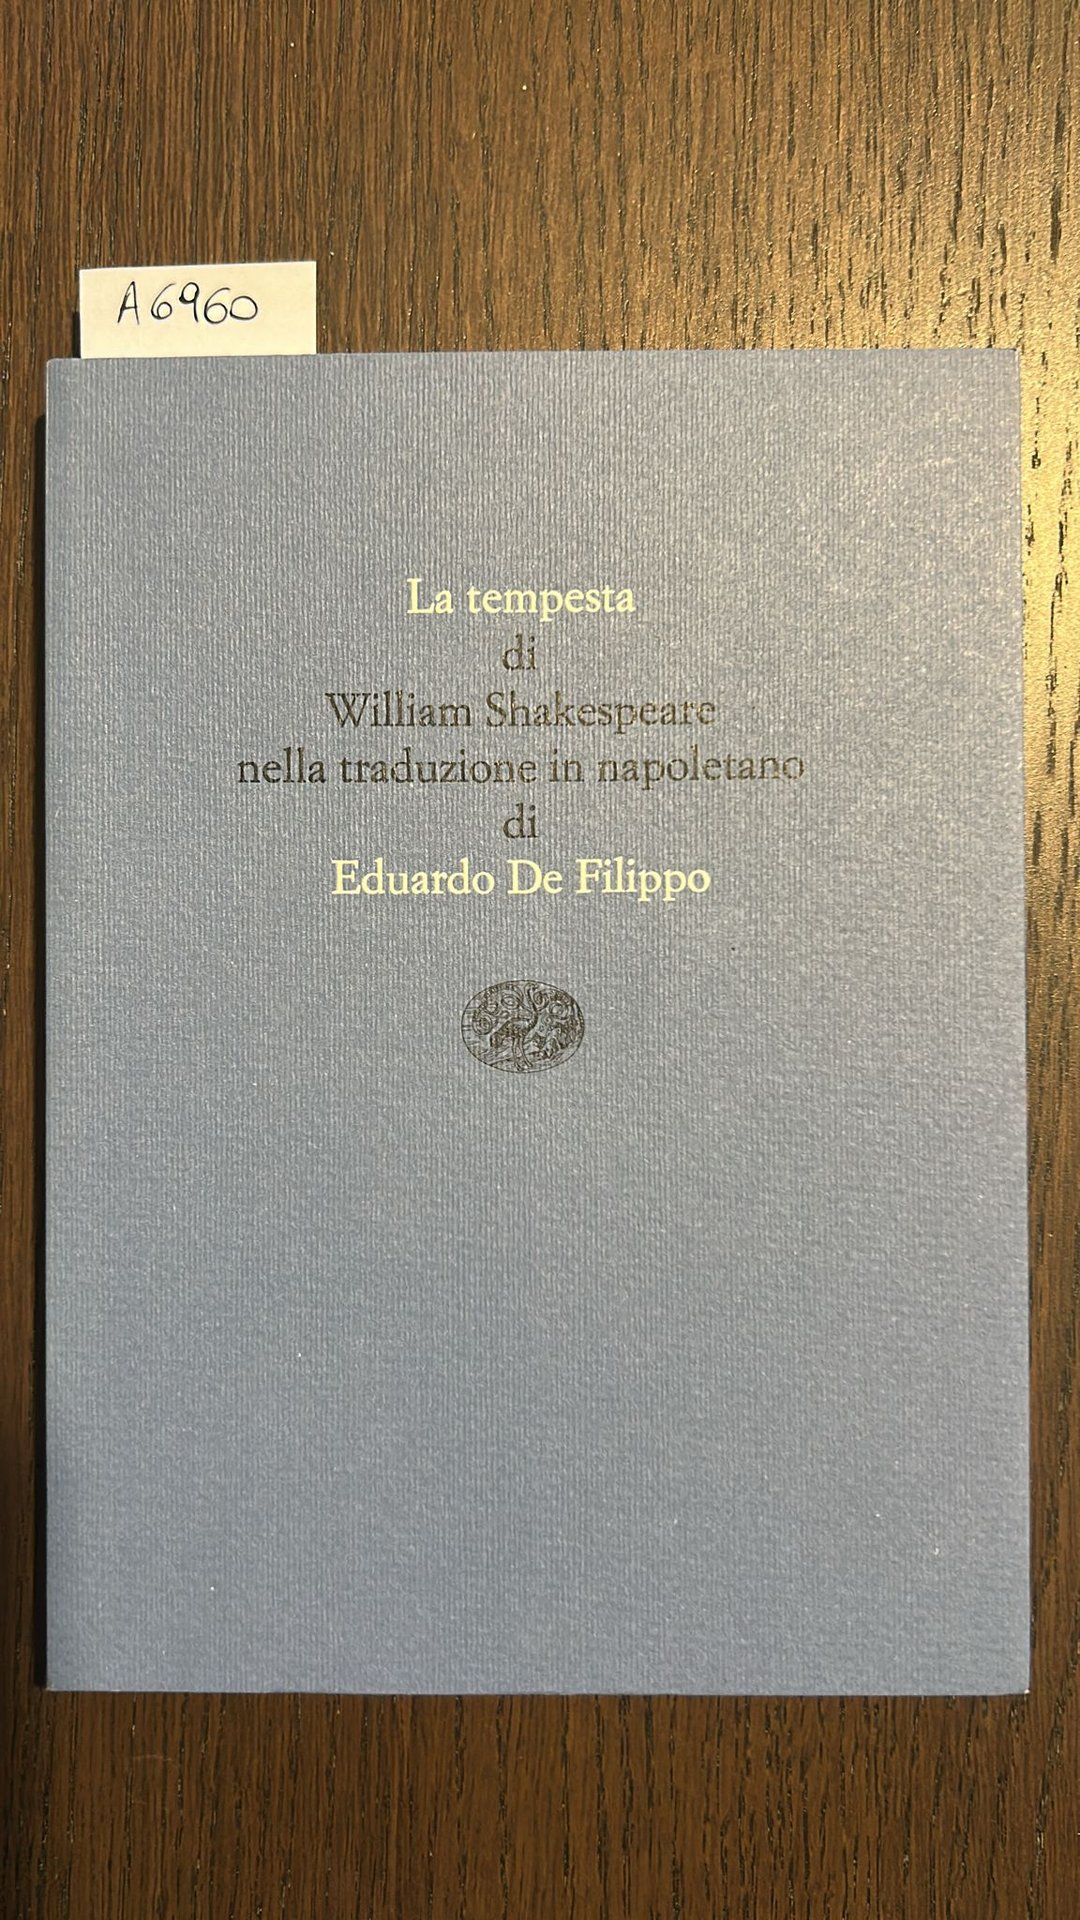 A6960
La tempesta
di
William Shakespeare
nella traduzione in napoletano
di
Eduardo De Filippo